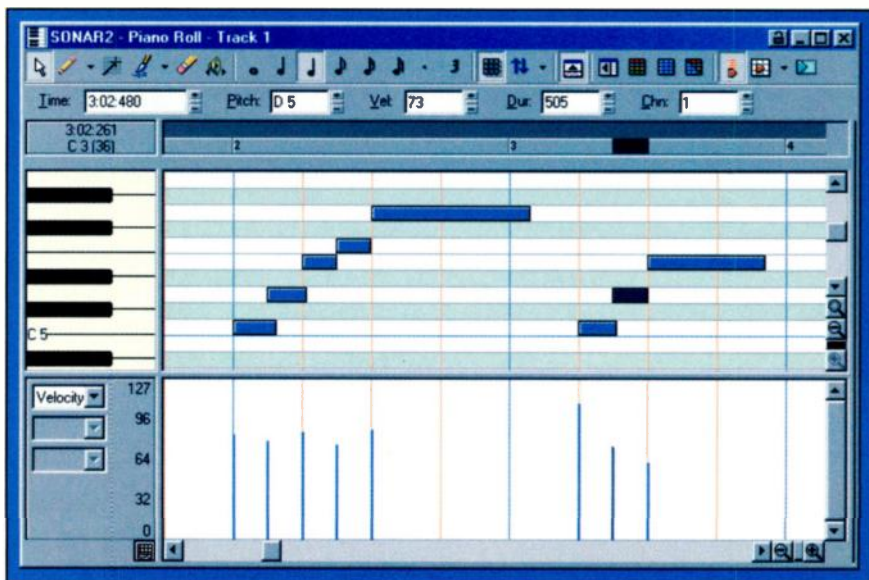 SONAR2 - Piano Roll - Track 1
3
Time: 3:02:480 Pitch: D 5 Vel: 73 Dur: 505 Chn: 1
3:02:261
C 3 (36)
2 3 4
C 5
Velocity
127
96
64
32
0